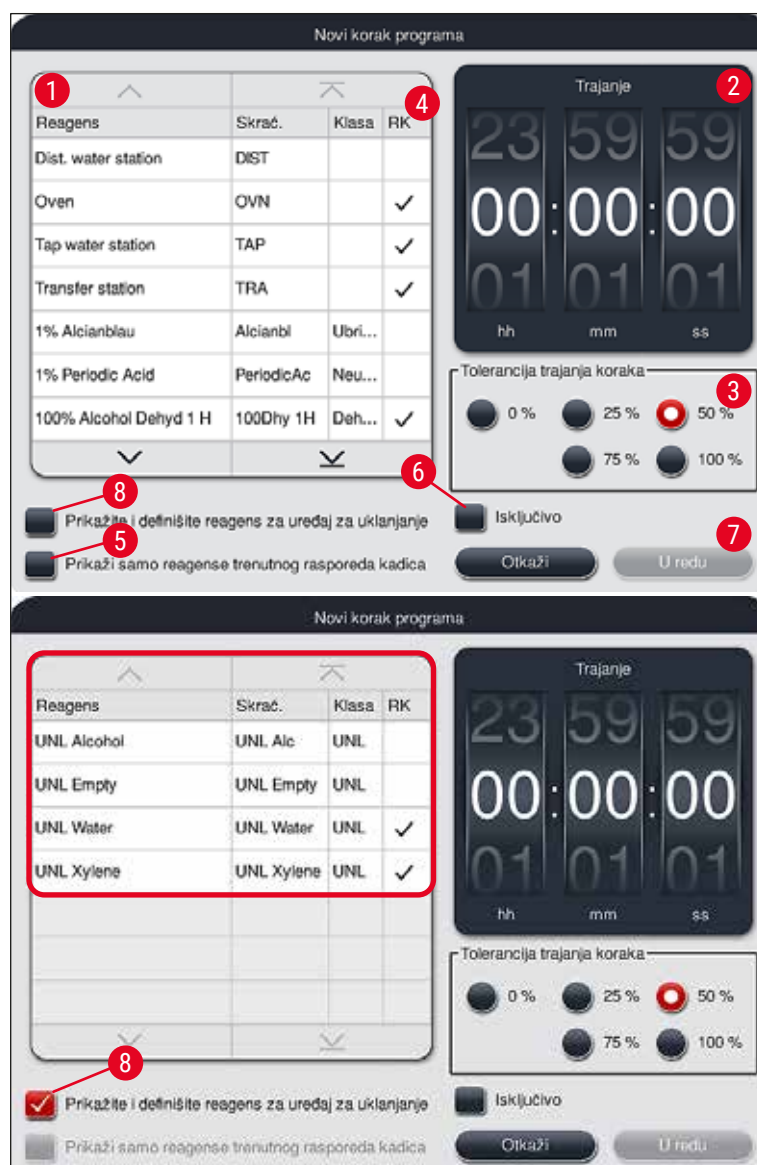 Novi korak programa
1
Reagens Skrać. Klasa RK
4
Dist. water station DIST
Oven OVN ✓
Tap water station TAP ✓
Transfer station TRA ✓
1% Alcianblau Alcianbl Ubri...
1% Periodic Acid PeriodicAc Neu...
100% Alcohol Dehyd 1 H 100Dhy 1H Deh... ✓
Trajanje
2
23 59 59
00:00:00
01 01 01
hh mm ss
Tolerancija trajanja koraka
3
0 % 25 % 50 %
75 % 100 %
8
Prikažite i definišite reagens za uređaj za uklanjanje
5
Prikaži samo reagense trenutnog rasporeda kadica
6
Isključivo
7
Otkaži U redu
Novi korak programa
Reagens Skrać. Klasa RK
UNL Alcohol UNL Alc UNL
UNL Empty UNL Empty UNL
UNL Water UNL Water UNL ✓
UNL Xylene UNL Xylene UNL ✓
Trajanje
23 59 59
00:00:00
01 01 01
hh mm ss
Tolerancija trajanja koraka
0 % 25 % 50 %
75 % 100 %
8
Prikažite i definišite reagens za uređaj za uklanjanje
Prikaži samo reagense trenutnog rasporeda kadica
Isključivo
Otkaži U redu